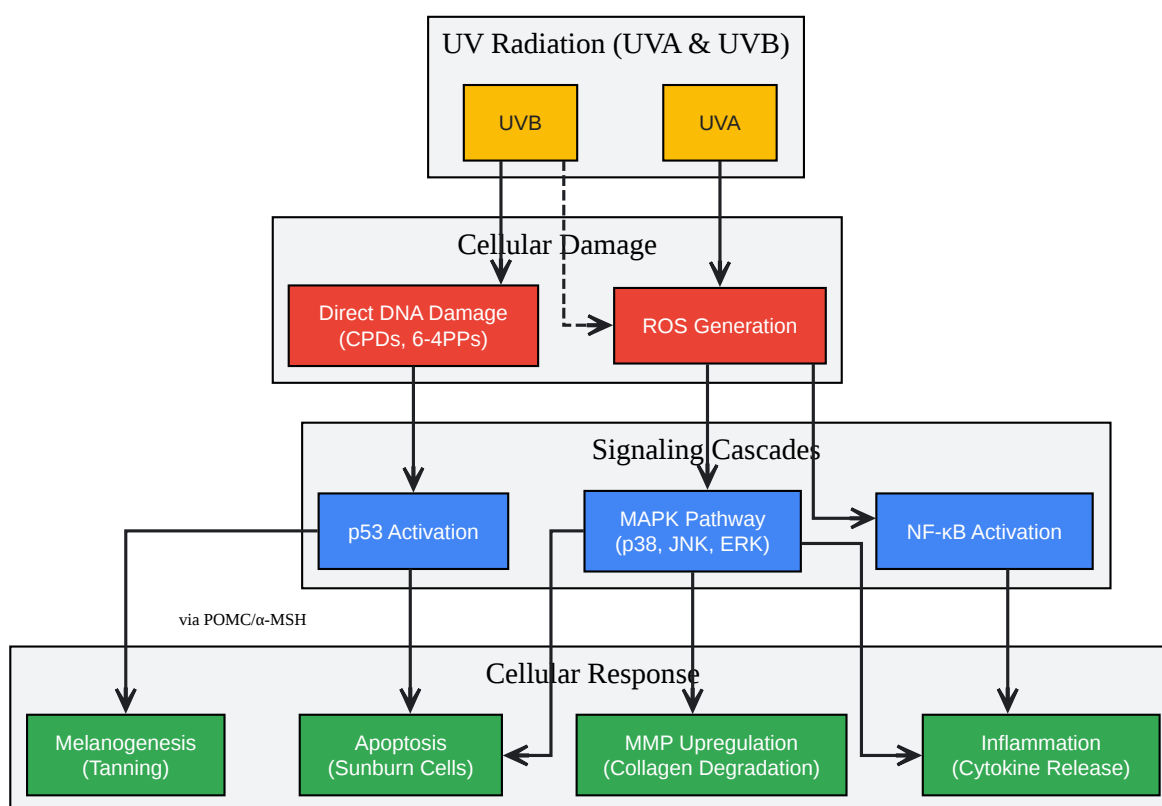 UV Radiation (UVA & UVB)
UVB
UVA
Cellular Damage
Direct DNA Damage
(CPDs, 6-4PPs)
ROS Generation
Signaling Cascades
p53 Activation
MAPK Pathway
(p38, JNK, ERK)
NF-κB Activation
via POMC/α-MSH
Cellular Response
Melanogenesis
(Tanning)
Apoptosis
(Sunburn Cells)
MMP Upregulation
(Collagen Degradation)
Inflammation
(Cytokine Release)